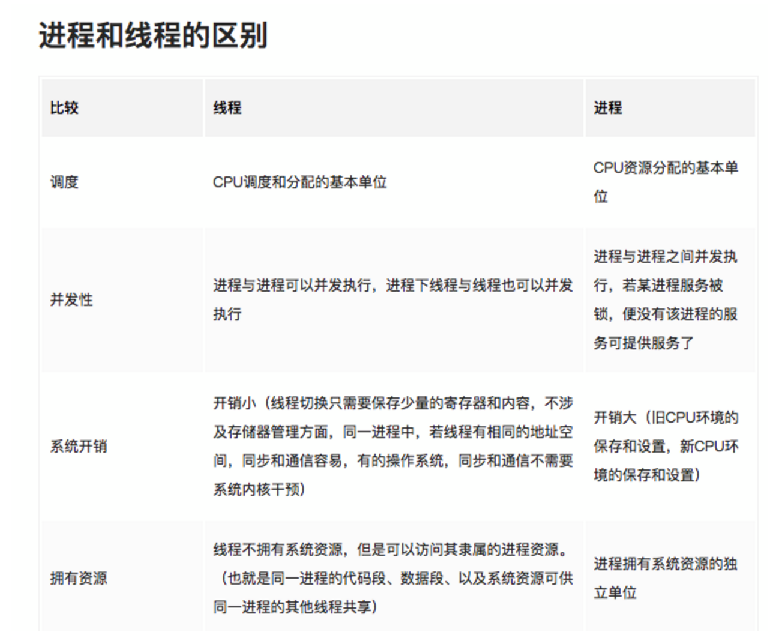 进程和线程的区别
比较
线程
进程
调度
CPU调度和分配的基本单位
CPU资源分配的基本单
位
并发性
进程与进程可以并发执行，进程下线程与线程也可以并发
执行
进程与进程之间并发执
行，若某进程服务被
锁，便没有该进程的服
务可提供服务了
系统开销
开销小（线程切换只需要保存少量的寄存器和内容，不涉
及存储器管理方面，同一进程中，若线程有相同的地址空
间，同步和通信容易，有的操作系统，同步和通信不需要
系统内核干预）
开销大（旧CPU环境的
保存和设置，新CPU环
境的保存和设置）
拥有资源
线程不拥有系统资源，但是可以访问其隶属的进程资源。
（也就是同一进程的代码段、数据段、以及系统资源可供
同一进程的其他线程共享）
进程拥有系统资源的独
立单位